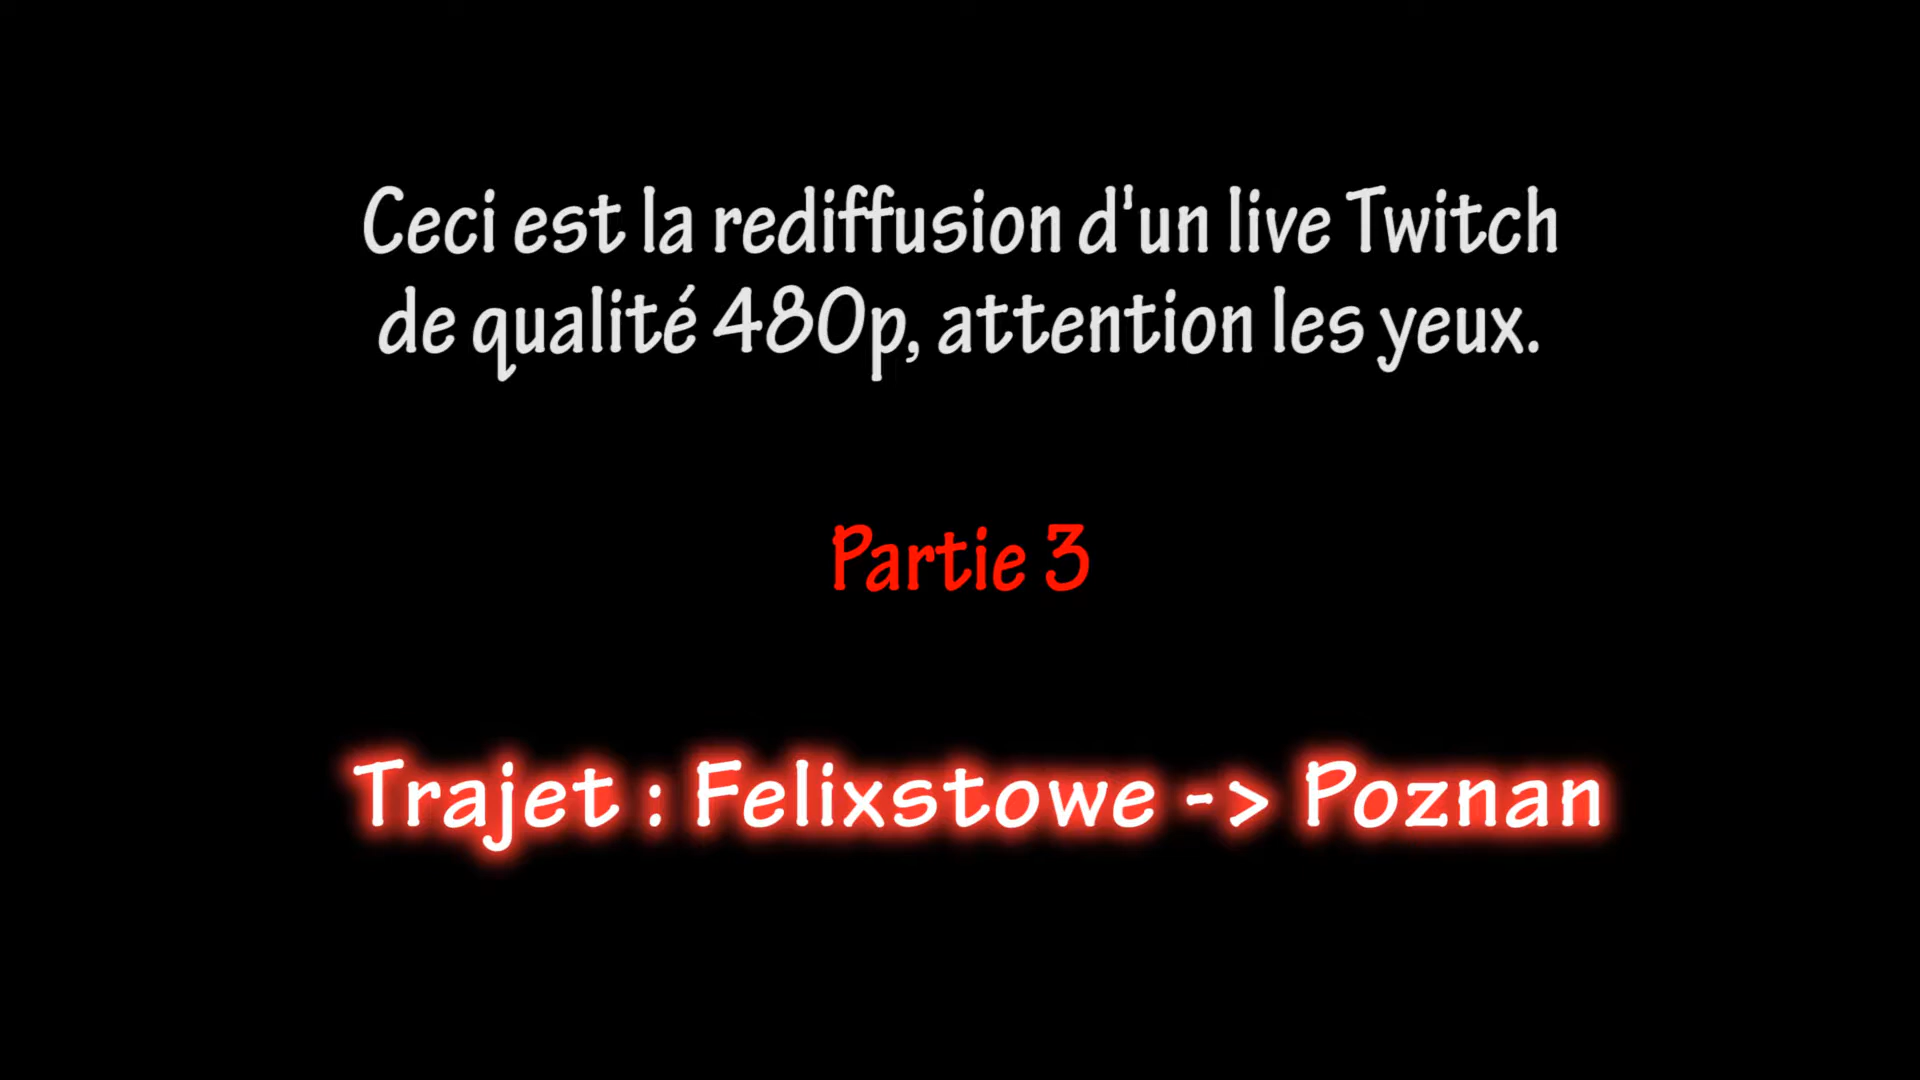 Ceci est la rediffusion d'un live Twitch
de qualité 480p, attention les yeux.
Partie 3
Trajet : Felixstowe -> Poznan